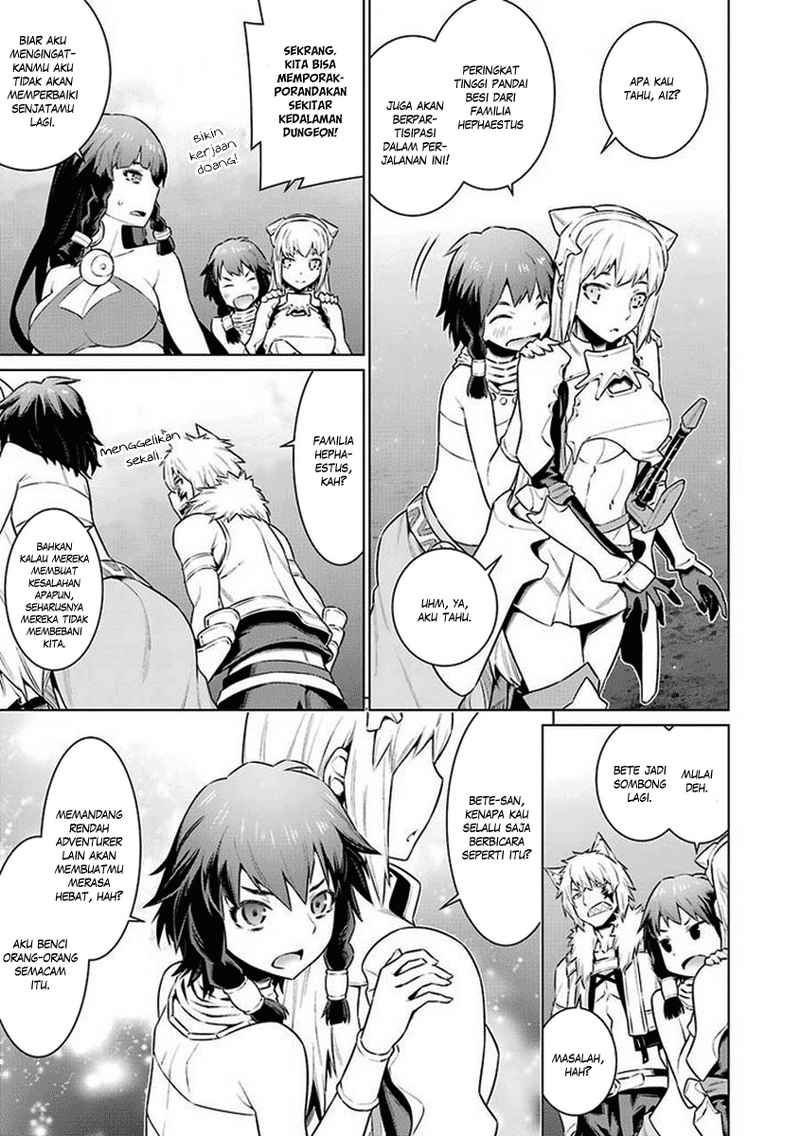 APA KAU
TAHU, AIZ?
PERINGKAT
TINGGI PANDAI
BESI DARI
FAMILIA
HEPHAESTUS
JUGA AKAN
BERPAR-
TISIPASI
DALAM PER-
JALANAN INI!
UHM, YA,
AKU TAHU.
SEKRANG,
KITA BISA
MEMPORAK-
PORANDAKAN
SEKITAR
KEDALAMAN
DUNGEON!
BIAR AKU
MENGINGAT-
KANMU AKU
TIDAK AKAN
MEMPERBAIKI
SENJATAMU
LAGI.
bikin
kerjaan
doang!
FAMILIA
HEPHA-
ESTUS,
KAH?
menggelikan
sekali.
BAHKAN
KALAU MEREKA
MEMBUAT
KESALAHAN
APAPUN,
SEHARUSNYA
MEREKA TIDAK
MEMBEBANI
KITA.
MULAI
DEH.
BETE JADI
SOMBONG
LAGI.
MASALAH,
HAH?
BETE-SAN,
KENAPA KAU
SELALU SAJA
BERBICARA
SEPERTI ITU?
MEMANDANG
RENDAH
ADVENTURER
LAIN AKAN
MEMBUATMU
MERASA
HEBAT, HAH?
AKU BENCI
ORANG-ORANG
SEMACAM
ITU.